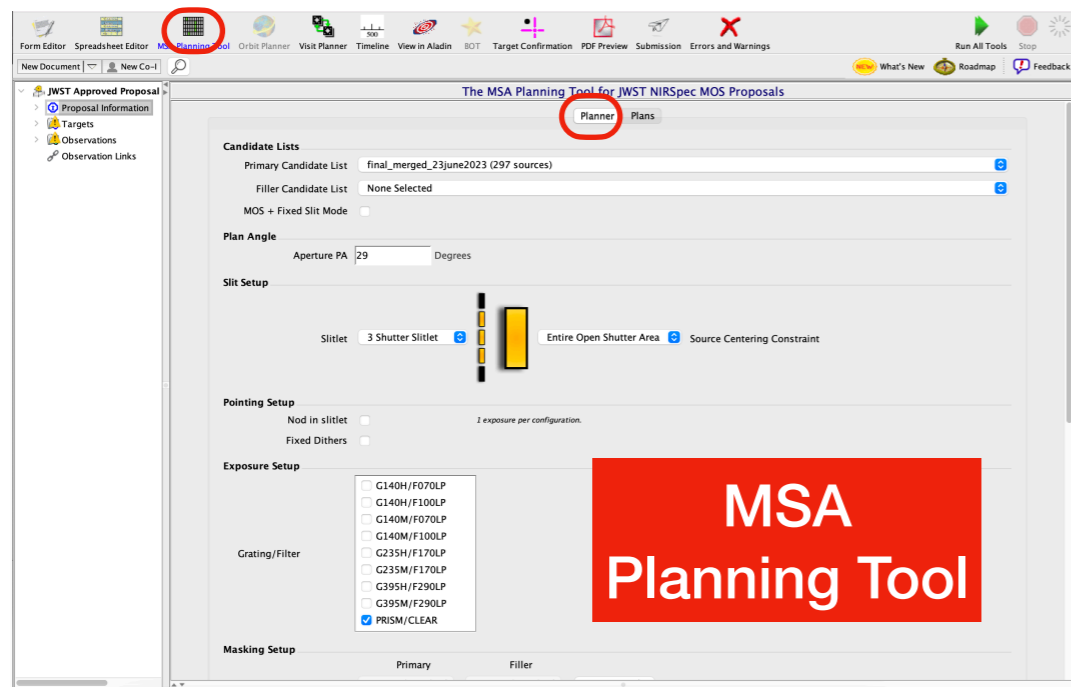 Form Editor Spreadsheet Editor MSA Planning Tool Orbit Planner Visit Planner Timeline View in Aladin BOT Target Confirmation PDF Preview Submission Errors and Warnings Run All Tools Stop
500
New Document New Co-I NEW What's New Roadmap Feedback
JWST Approved Proposal
Proposal Information
Targets
Observations
Observation Links
The MSA Planning Tool for JWST NIRSpec MOS Proposals
Planner Plans
Candidate Lists
Primary Candidate List final_merged_23june2023 (297 sources)
Filler Candidate List None Selected
MOS + Fixed Slit Mode
Plan Angle
Aperture PA 29 Degrees
Slit Setup
Slitlet 3 Shutter Slitlet Entire Open Shutter Area Source Centering Constraint
Pointing Setup
Nod in slitlet 1 exposure per configuration.
Fixed Dithers
Exposure Setup
Grating/Filter
G140H/F070LP
G140H/F100LP
G140M/F070LP
G140M/F100LP
G235H/F170LP
G235M/F170LP
G395H/F290LP
G395M/F290LP
PRISM/CLEAR
MSA
Planning Tool
Masking Setup
Primary Filler